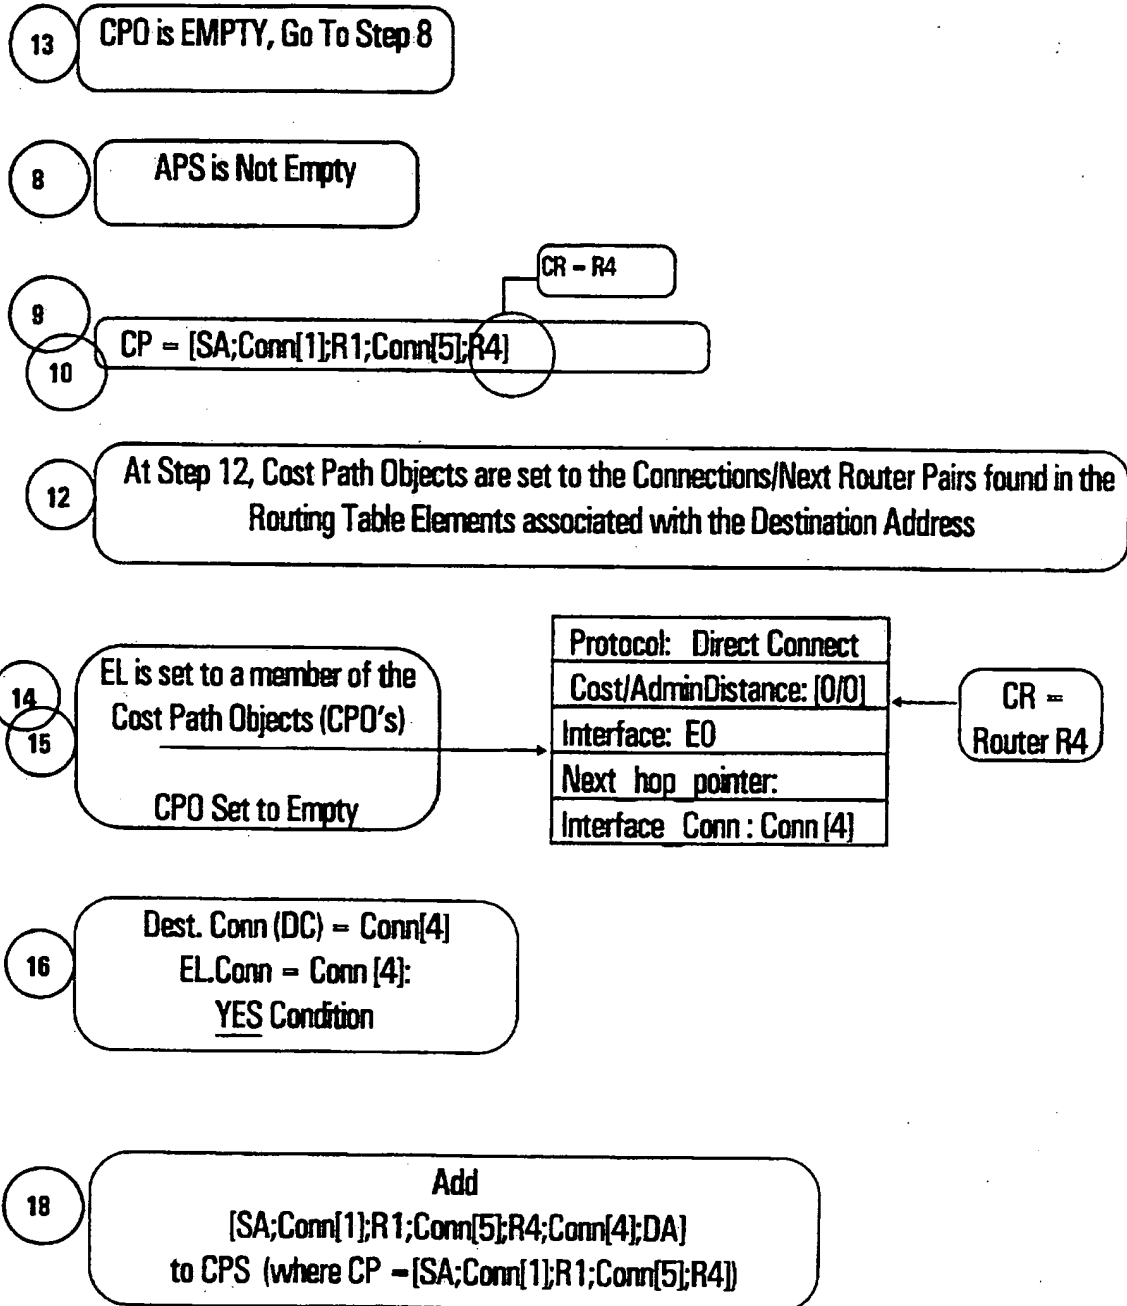 13
CPO is EMPTY, Go To Step 8
8
APS is Not Empty
CR = R4
9
10
CP = [SA;Conn[1];R1;Conn[5];R4]
12
At Step 12, Cost Path Objects are set to the Connections/Next Router Pairs found in the
Routing Table Elements associated with the Destination Address
14
15
EL is set to a member of the
Cost Path Objects (CPO's)
CPO Set to Empty
Protocol: Direct Connect
Cost/AdminDistance: [0/0]
Interface: E0
Next hop pointer:
Interface Conn : Conn [4]
CR =
Router R4
16
Dest. Conn (DC) = Conn[4]
EL.Conn = Conn [4]:
YES Condition
18
Add
[SA;Conn[1];R1;Conn[5];R4;Conn[4];DA]
to CPS (where CP = [SA;Conn[1];R1;Conn[5];R4])